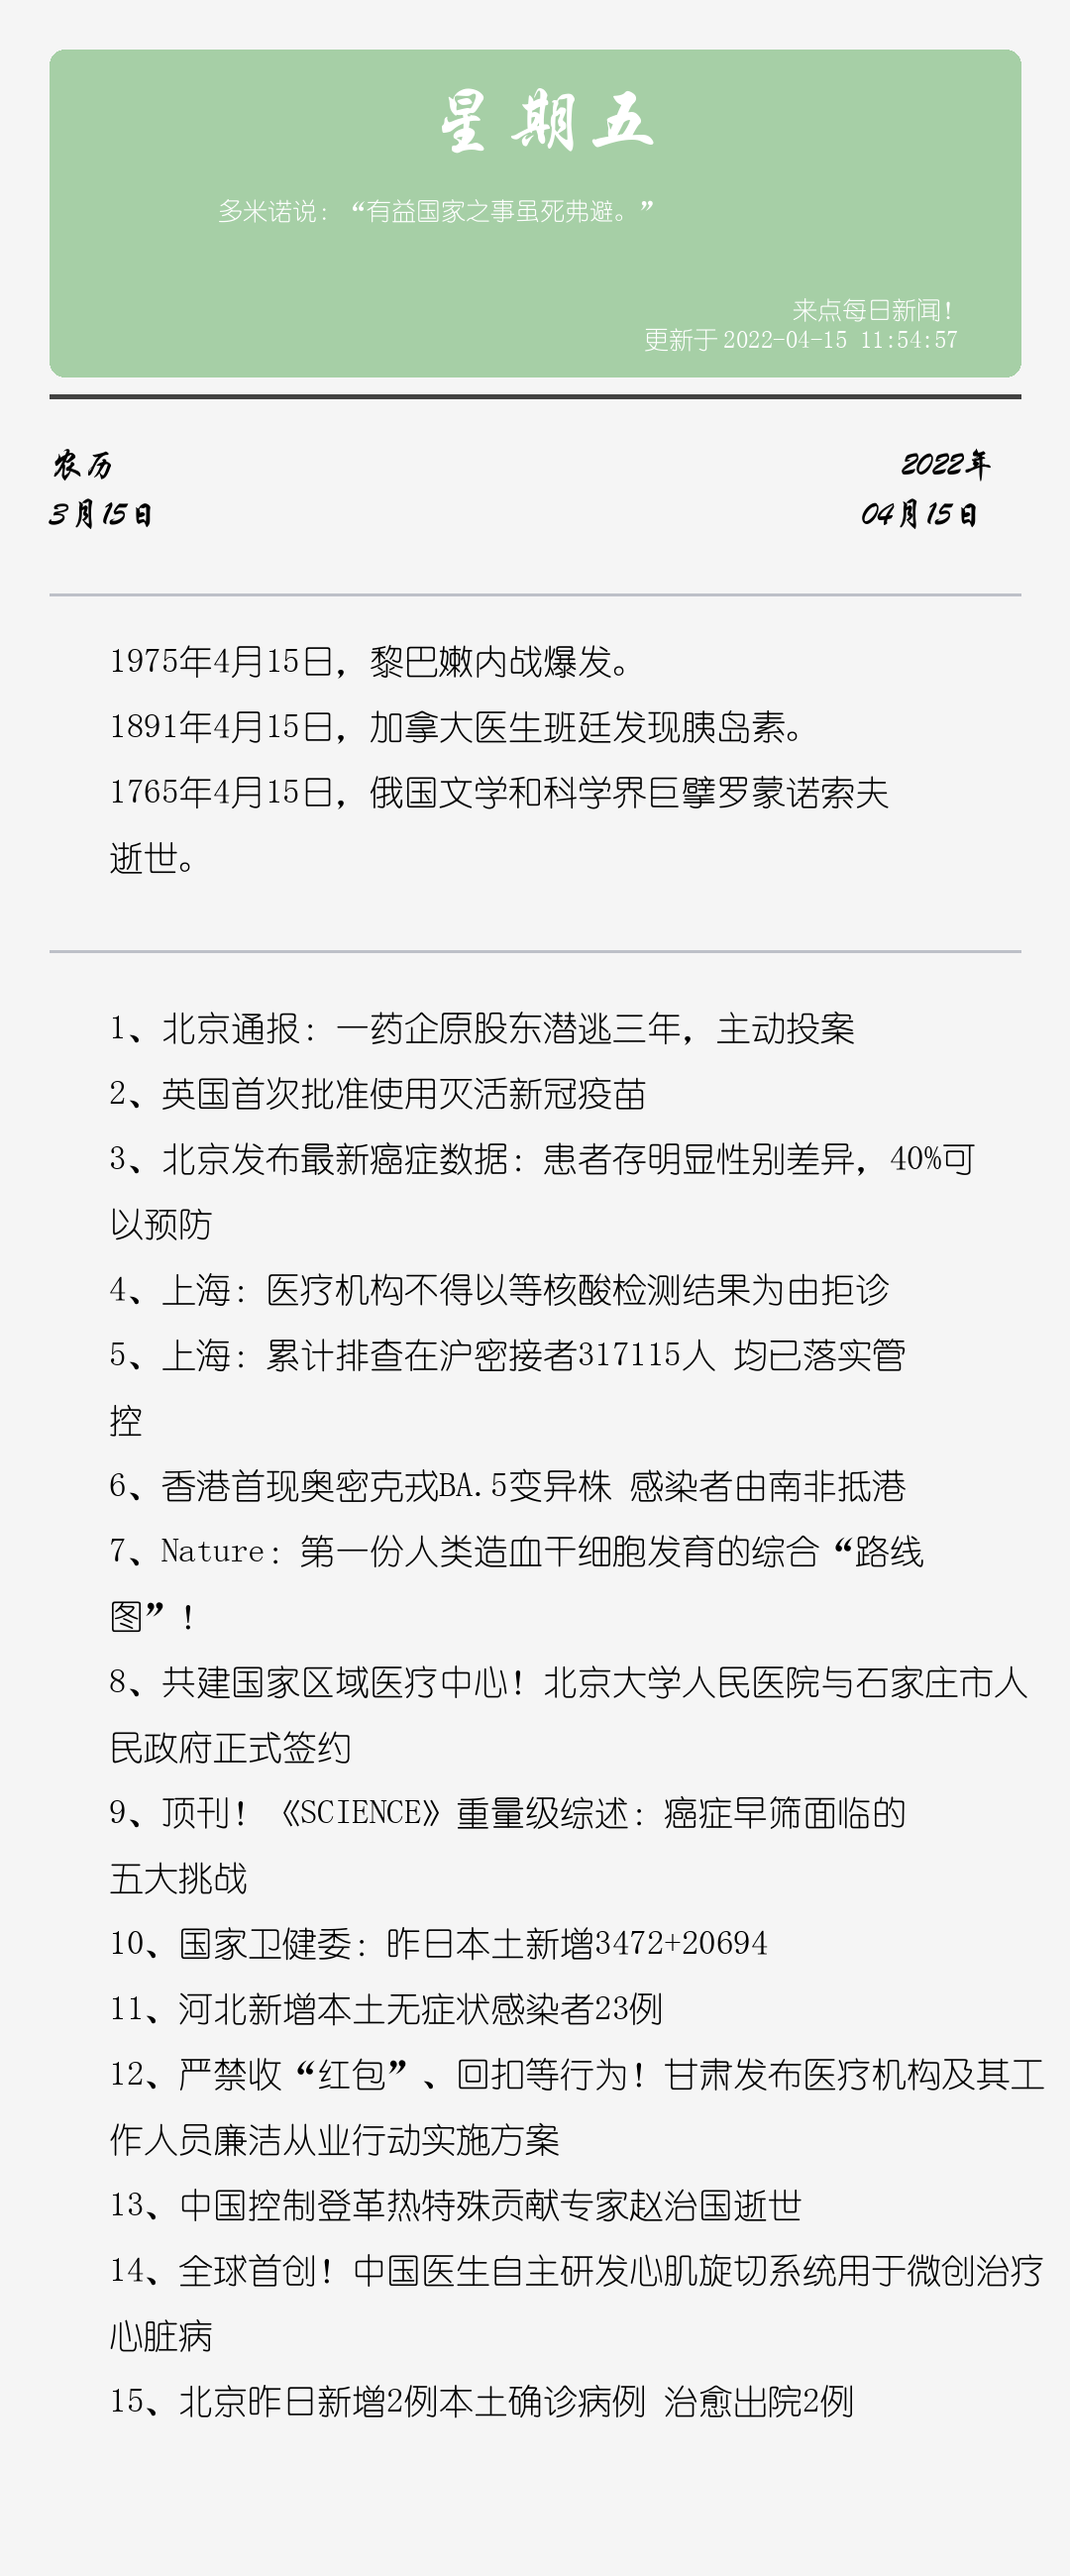 星期五
多米诺说：“有益国家之事虽死弗避。”
来点每日新闻！
更新于2022-04-15 11:54:57
农历
2022年
3月15日
04月15日
1975年4月15日，黎巴嫩内战爆发。
1891年4月15日，加拿大医生班廷发现胰岛素。
1765年4月15日，俄国文学和科学界巨擘罗蒙诺索夫
逝世。
1、北京通报：一药企原股东潜逃三年，主动投案
2、英国首次批准使用灭活新冠疫苗
3、北京发布最新癌症数据：患者存明显性别差异，40%可
以预防
4、上海：医疗机构不得以等核酸检测结果为由拒诊
5、上海：累计排查在沪密接者317115人 均已落实管
控
6、香港首现奥密克戎BA.5变异株 感染者由南非抵港
7、Nature：第一份人类造血干细胞发育的综合“路线
图”！
8、共建国家区域医疗中心！北京大学人民医院与石家庄市人
民政府正式签约
9、顶刊！《SCIENCE》重量级综述：癌症早筛面临的
五大挑战
10、国家卫健委：昨日本土新增3472+20694
11、河北新增本土无症状感染者23例
12、严禁收“红包”、回扣等行为！甘肃发布医疗机构及其工
作人员廉洁从业行动实施方案
13、中国控制登革热特殊贡献专家赵治国逝世
14、全球首创！中国医生自主研发心肌旋切系统用于微创治疗
心脏病
15、北京昨日新增2例本土确诊病例 治愈出院2例